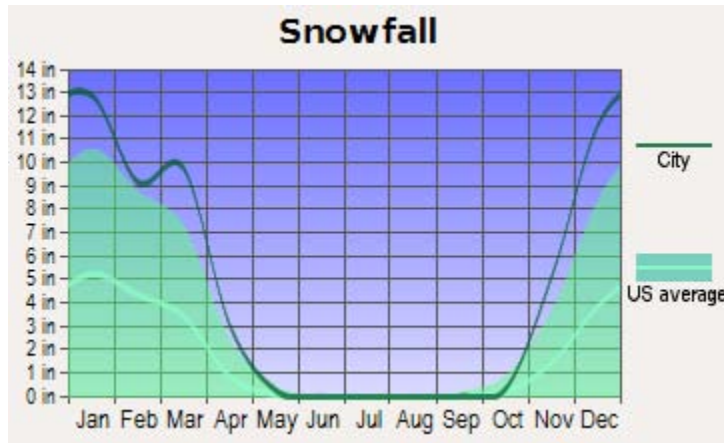 Snowfall
14 in
13 in
12 in
11 in
10 in
9 in
8 in
7 in
6 in
5 in
4 in
3 in
2 in
1 in
0 in
Jan Feb Mar Apr May Jun Jul Aug Sep Oct Nov Dec
City
US average